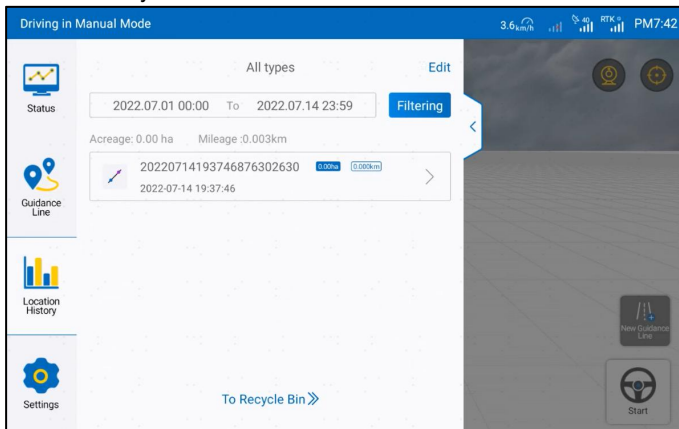 Driving in Manual Mode
3.6km/h
40
RTK
PM7:42
All types
Edit
Status
2022.07.01 00:00 To 2022.07.14 23:59
Filtering
Acreage: 0.00 ha Mileage :0.003km
20220714193746876302630 0.00ha 0.000km
2022-07-14 19:37:46
Guidance
Line
Location
History
New Guidance
Line
Settings
To Recycle Bin
Start